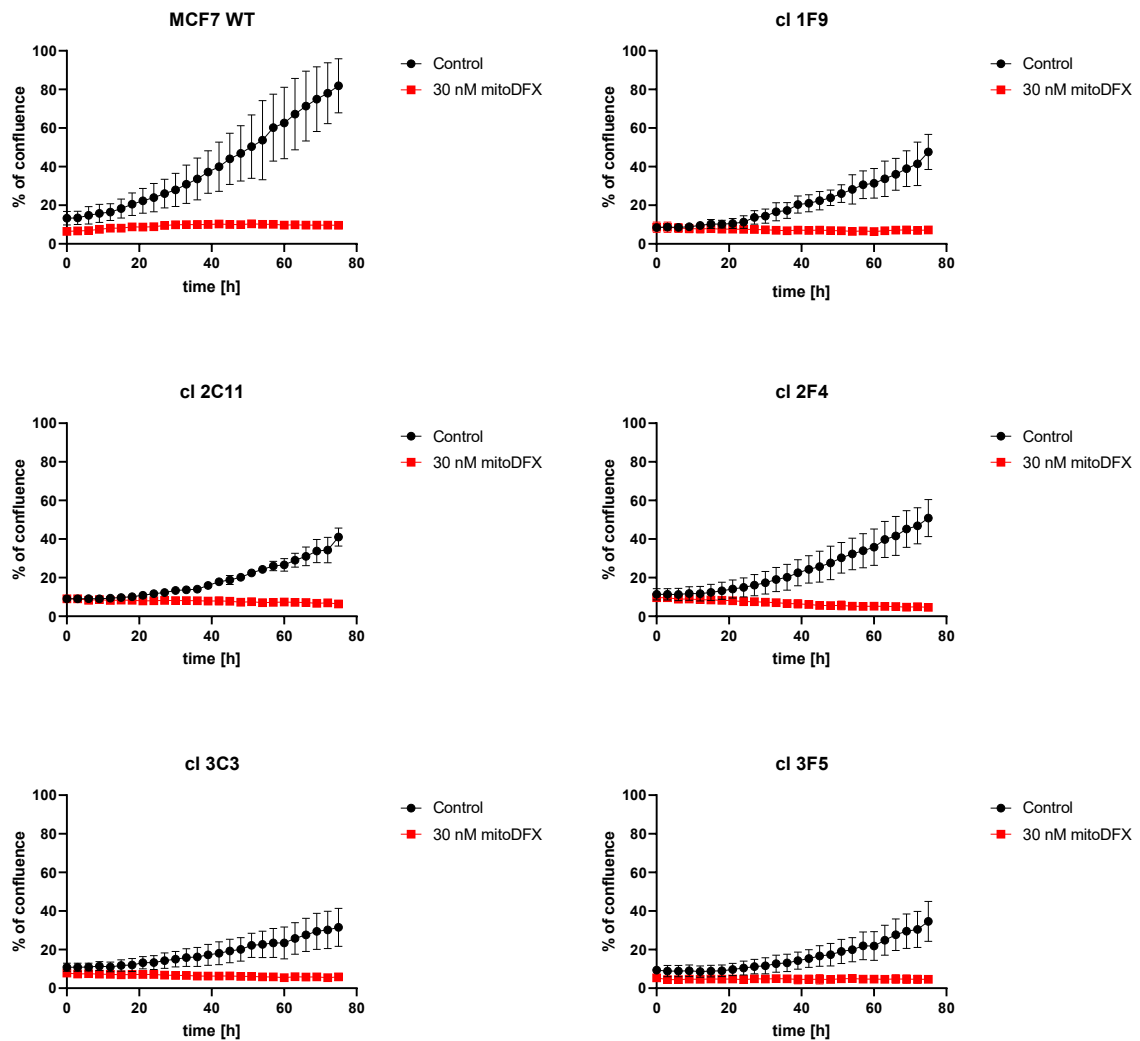 MCF7 WT
% of confluence
100
80
60
40
20
0
0 20 40 60 80
time [h]
Control
30 nM mitoDFX
cl 1F9
% of confluence
100
80
60
40
20
0
0 20 40 60 80
time [h]
Control
30 nM mitoDFX
cl 2C11
% of confluence
100
80
60
40
20
0
0 20 40 60 80
time [h]
Control
30 nM mitoDFX
cl 2F4
% of confluence
100
80
60
40
20
0
0 20 40 60 80
time [h]
Control
30 nM mitoDFX
cl 3C3
% of confluence
100
80
60
40
20
0
0 20 40 60 80
time [h]
Control
30 nM mitoDFX
cl 3F5
% of confluence
100
80
60
40
20
0
0 20 40 60 80
time [h]
Control
30 nM mitoDFX